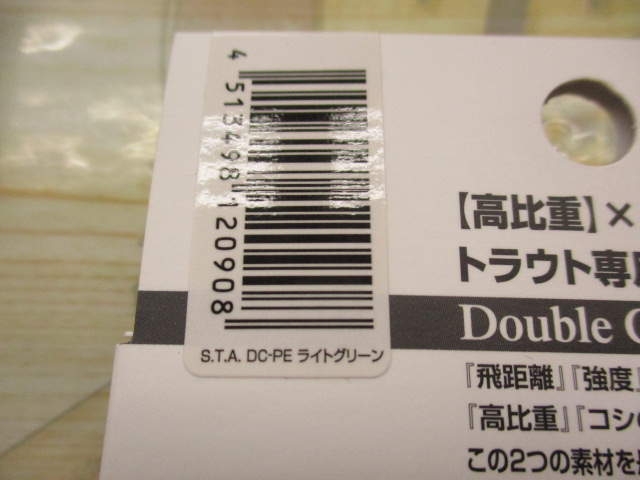 4 513498 120908
S.T.A. DC-PE ライトグリーン
【高比重】×
トラウト専用
Double
『飛距離』『強度』
『高比重』『コシ
この2つの素材を